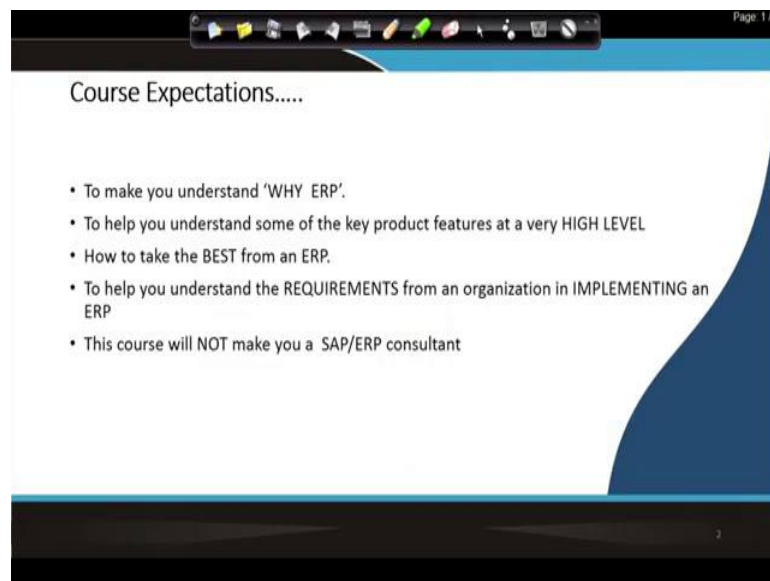 Page: 1 /
Course Expectations.....
• To make you understand ‘WHY ERP’.
• To help you understand some of the key product features at a very HIGH LEVEL
• How to take the BEST from an ERP.
• To help you understand the REQUIREMENTS from an organization in IMPLEMENTING an
ERP
• This course will NOT make you a SAP/ERP consultant
2